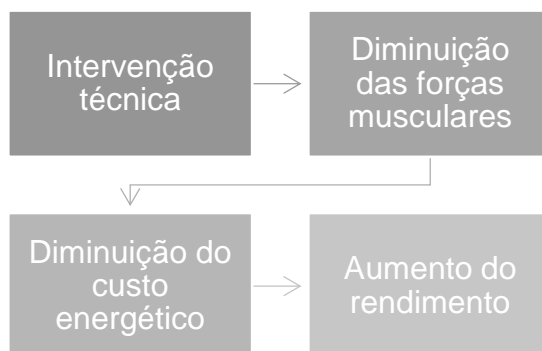 Intervenção
técnica
Diminuição
das forças
musculares
Diminuição do
custo
energético
Aumento do
rendimento